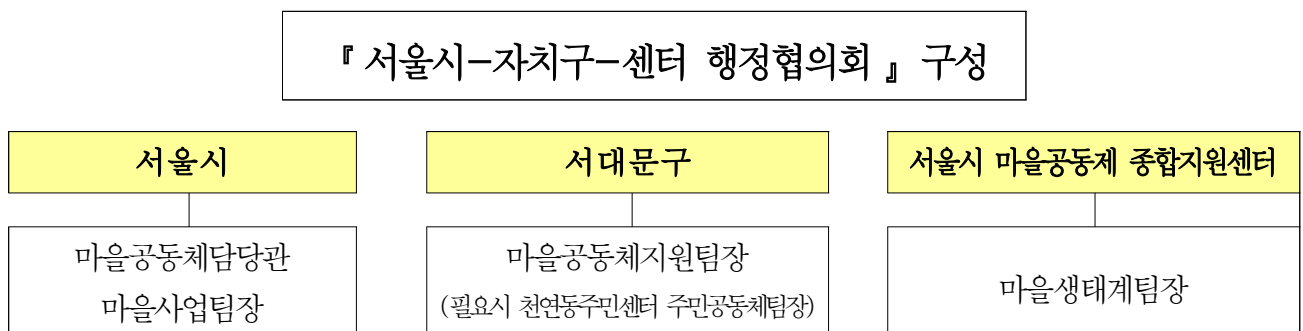 『 서울시-자치구-센터 행정협의회 』 구성
서울시
서대문구
서울시 마을공동제 종합지원센터
마을공동체담당관
마을사업팀장
마을공동체지원팀장
(필요시 천연동주민센터 주민공동체팀장)
마을생태계팀장